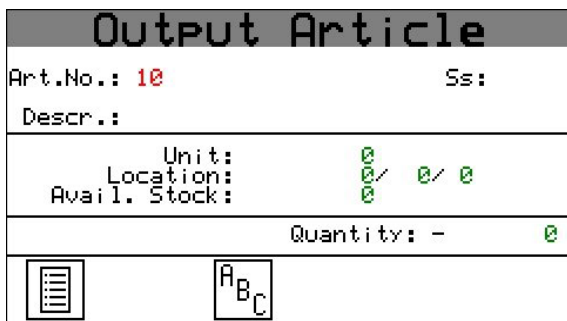 Output Article
Art.No.: 10 Ss:
Descr.:
Unit: 0
Location: 0/ 0/ 0
Avail. Stock: 0
Quantity: - 0
ABC